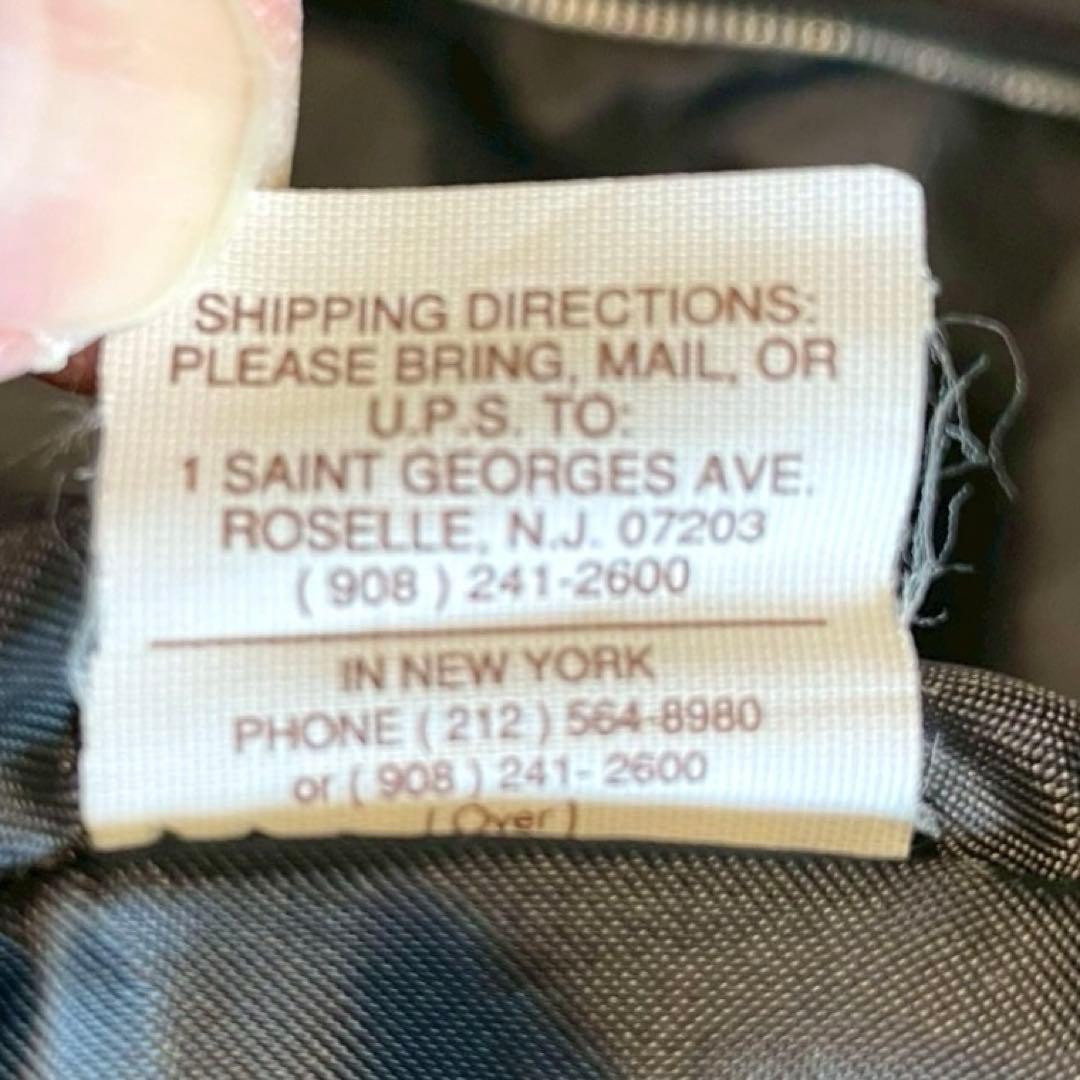 SHIPPING DIRECTIONS:
PLEASE BRING, MAIL, OR
U.P.S. TO:
1 SAINT GEORGES AVE.
ROSELLE, N.J. 07203
( 908 ) 241-2600
IN NEW YORK
PHONE ( 212 ) 564-8980
or ( 908 ) 241-2600
( Over )